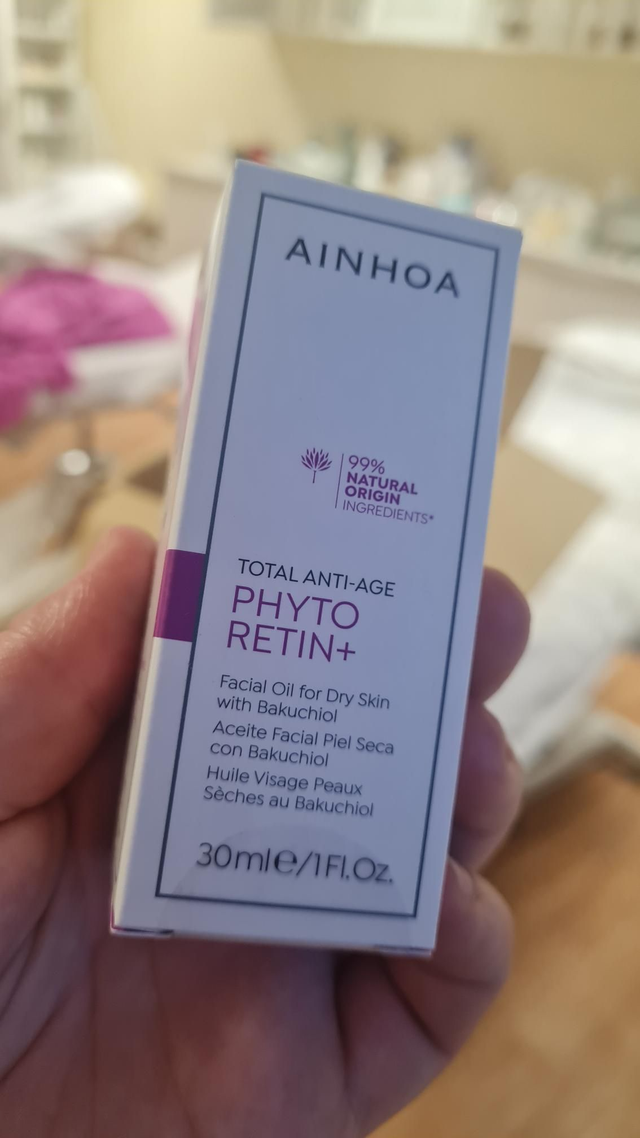 AINHOA
99%
NATURAL
ORIGIN
INGREDIENTS*
TOTAL ANTI-AGE
PHYTO
RETIN+
Facial Oil for Dry Skin
with Bakuchiol
Aceite Facial Piel Seca
con Bakuchiol
Huile Visage Peaux
Sèches au Bakuchiol
30ml℮/1Fl.Oz.